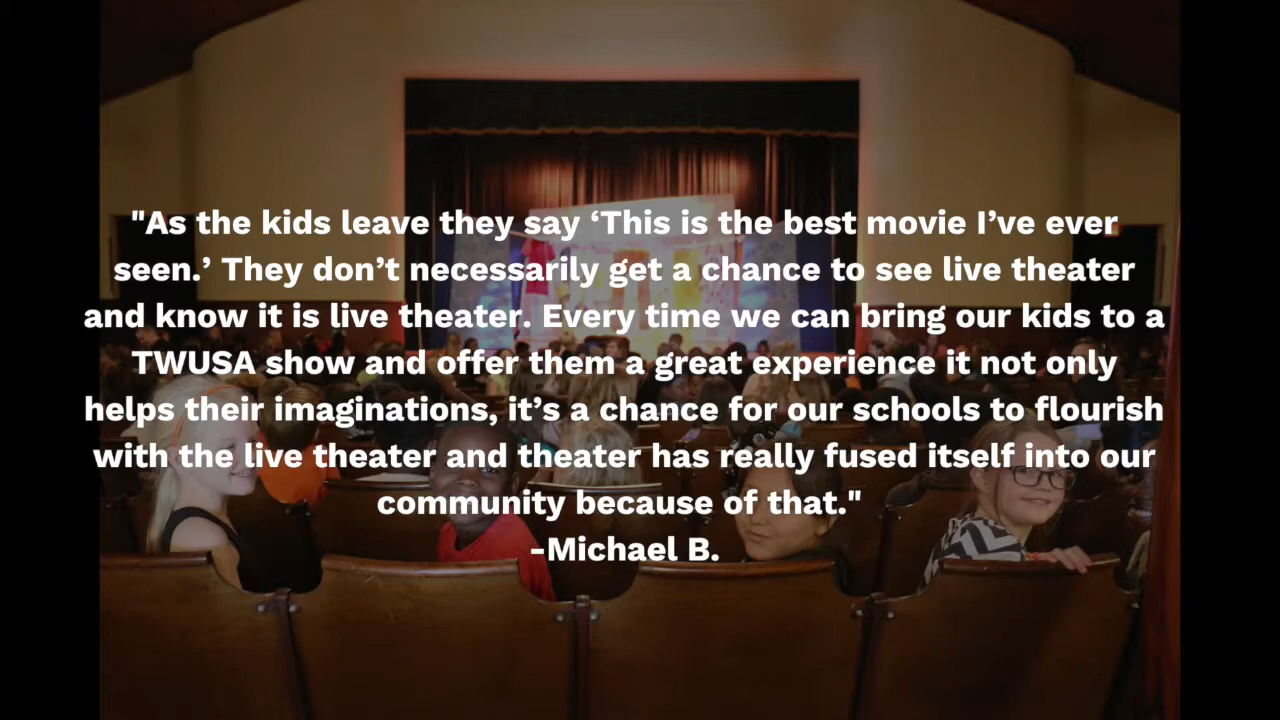 "As the kids leave they say ‘This is the best movie I’ve ever
seen.’ They don’t necessarily get a chance to see live theater
and know it is live theater. Every time we can bring our kids to a
TWUSA show and offer them a great experience it not only
helps their imaginations, it’s a chance for our schools to flourish
with the live theater and theater has really fused itself into our
community because of that."
-Michael B.